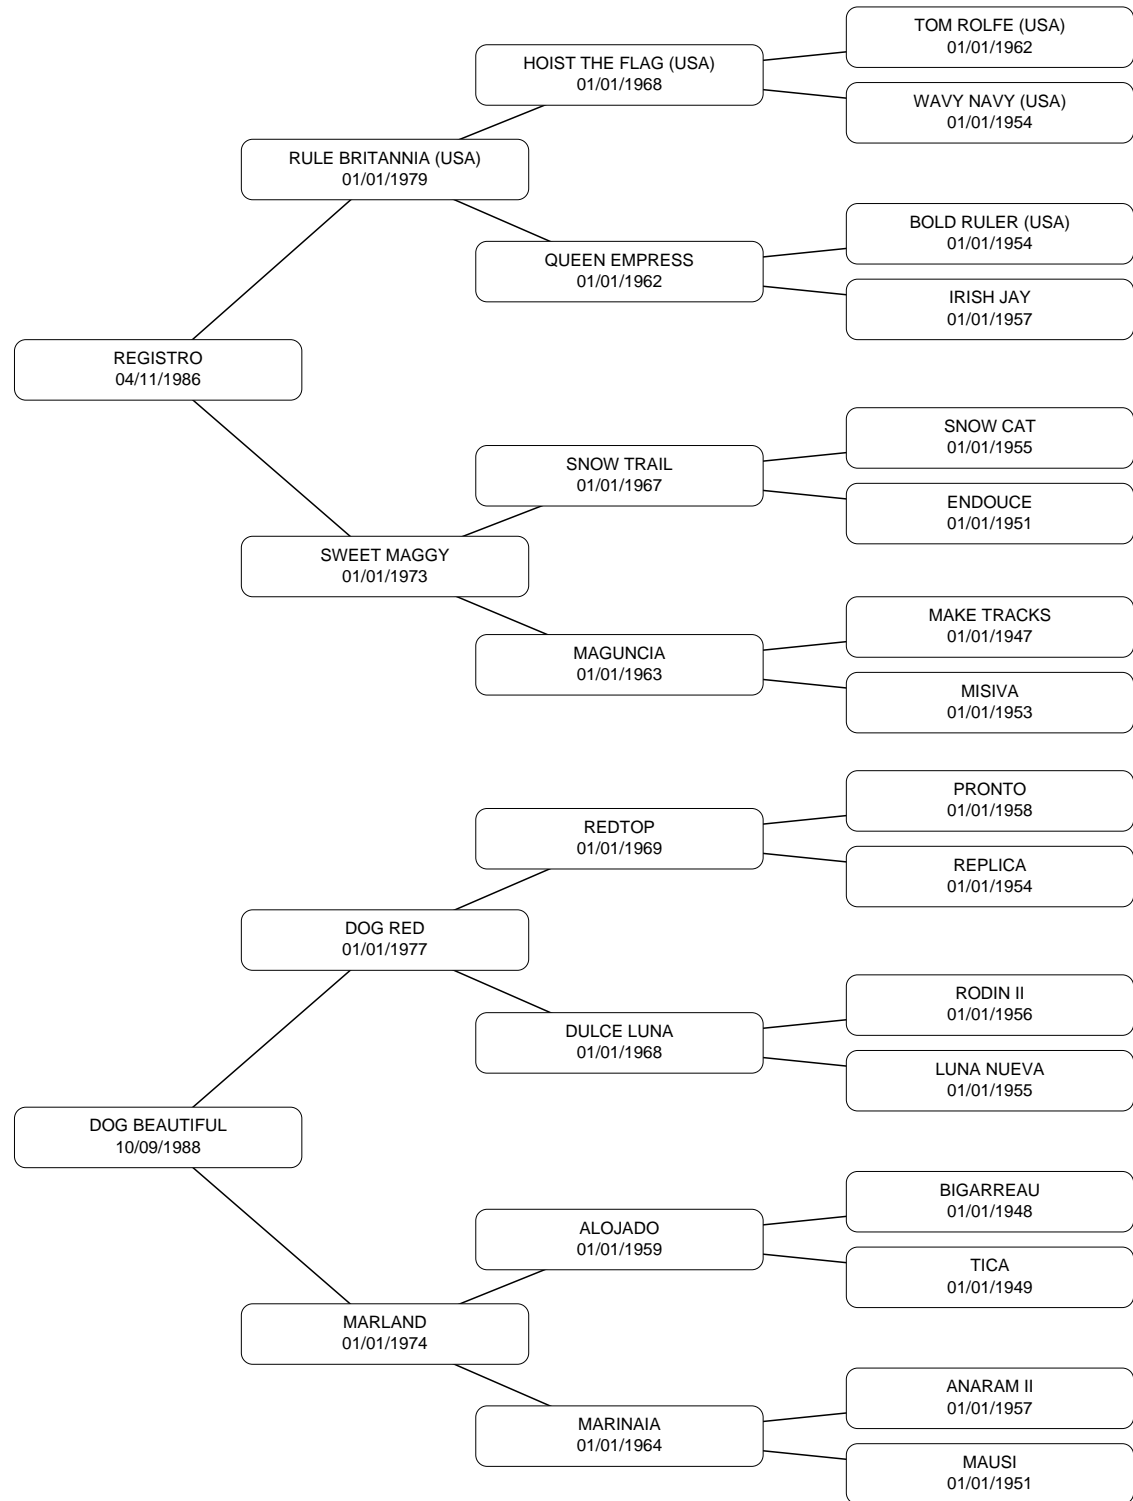 TOM ROLFE (USA)
01/01/1962
HOIST THE FLAG (USA)
01/01/1968
WAVY NAVY (USA)
01/01/1954
RULE BRITANNIA (USA)
01/01/1979
BOLD RULER (USA)
01/01/1954
QUEEN EMPRESS
01/01/1962
IRISH JAY
01/01/1957
REGISTRO
04/11/1986
SNOW CAT
01/01/1955
SNOW TRAIL
01/01/1967
ENDOUCE
01/01/1951
SWEET MAGGY
01/01/1973
MAKE TRACKS
01/01/1947
MAGUNCIA
01/01/1963
MISIVA
01/01/1953
PRONTO
01/01/1958
REDTOP
01/01/1969
REPLICA
01/01/1954
DOG RED
01/01/1977
RODIN II
01/01/1956
DULCE LUNA
01/01/1968
LUNA NUEVA
01/01/1955
DOG BEAUTIFUL
10/09/1988
BIGARREAU
01/01/1948
ALOJADO
01/01/1959
TICA
01/01/1949
MARLAND
01/01/1974
ANARAM II
01/01/1957
MARINAIA
01/01/1964
MAUSI
01/01/1951